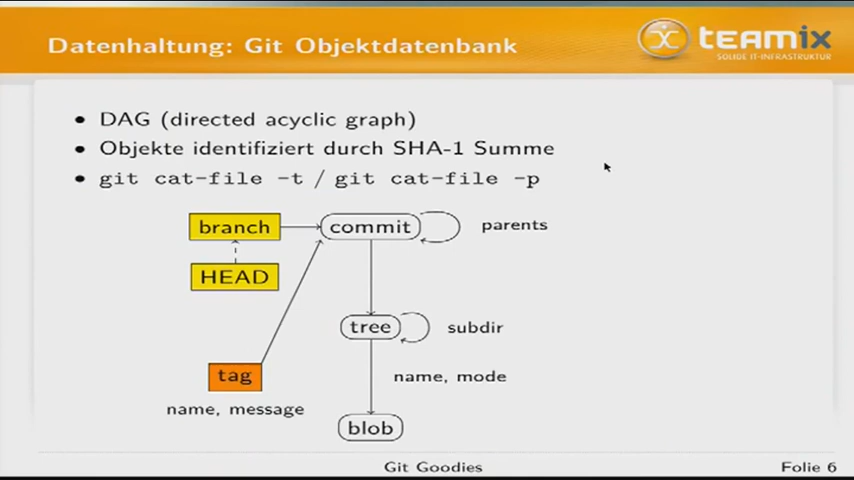 Datenhaltung: Git Objektdatenbank
teamix
SOLIDE IT-INFRASTRUKTUR
• DAG (directed acyclic graph)
• Objekte identifiziert durch SHA-1 Summe
• git cat-file -t / git cat-file -p
branch
commit
parents
HEAD
tree
subdir
tag
name, mode
name, message
blob
Git Goodies
Folie 6